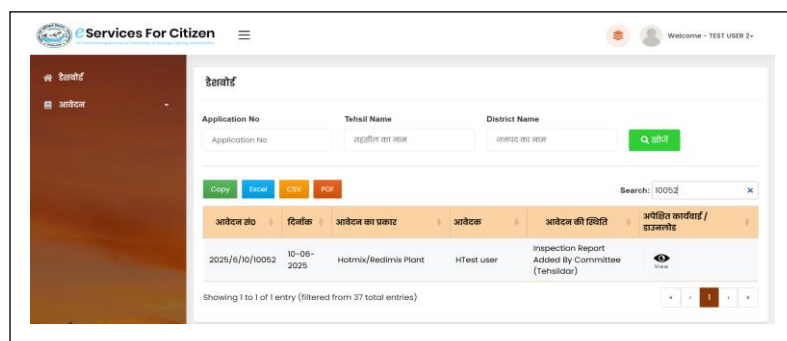 eServices For Citizen
Welcome - TEST USER 2
डैशबोर्ड
आवेदन
डैशबोर्ड
Application No Tehsil Name District Name
Application No तहसील का नाम जनपद का नाम खोजें
Copy Excel CSV PDF Search: 10052
आवेदन सं० दिनाँक आवेदन का प्रकार आवेदक आवेदन की स्थिति अपेक्षित कार्यवाई / डाउनलोड
2025/6/10/10052 10-06-2025 Hotmix/Redimix Plant HTest user Inspection Report Added By Committee (Tehsildar) View
Showing 1 to 1 of 1 entry (filtered from 37 total entries) « ‹ 1 › »